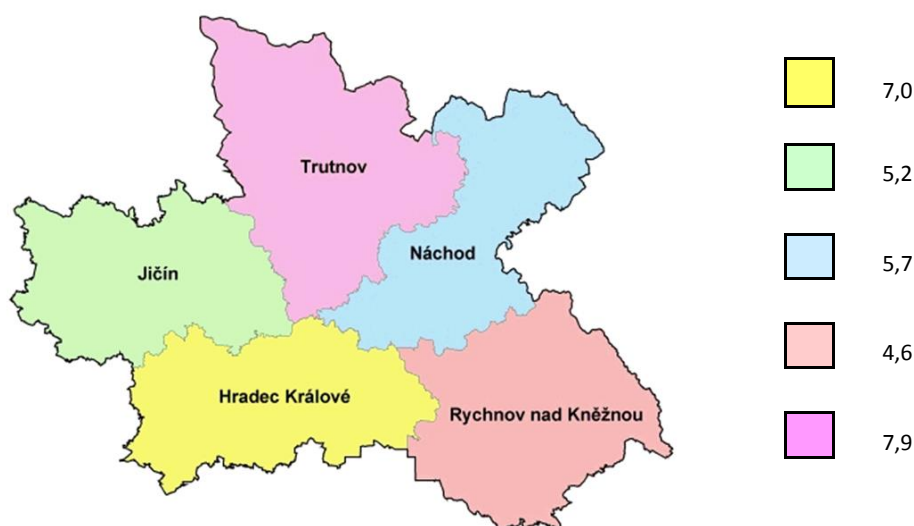 Trutnov
Náchod
Jičín
Hradec Králové
Rychnov nad Kněžnou
7,0
5,2
5,7
4,6
7,9